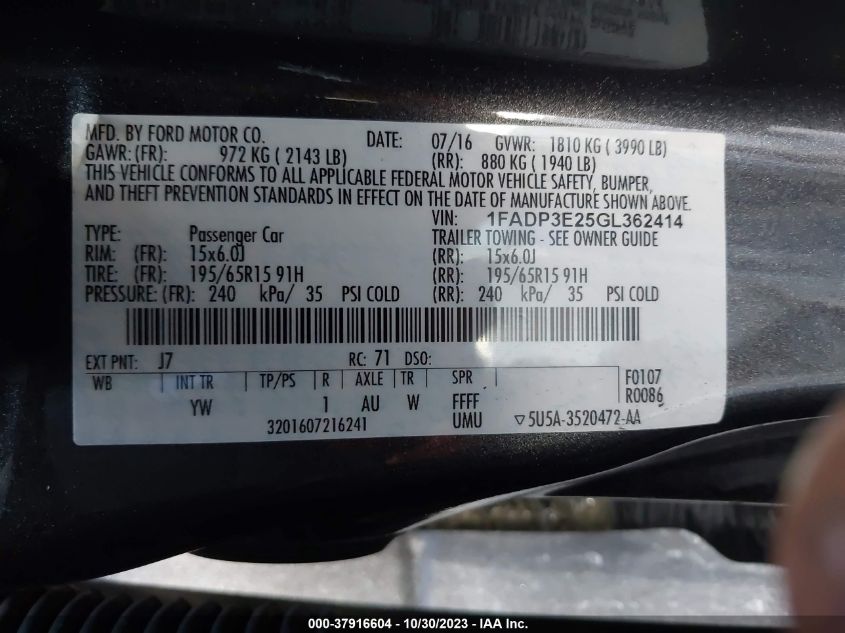 MFD. BY FORD MOTOR CO. DATE: 07/16 GVWR: 1810 KG ( 3990 LB)
GAWR: (FR): 972 KG ( 2143 LB) (RR): 880 KG ( 1940 LB)
THIS VEHICLE CONFORMS TO ALL APPLICABLE FEDERAL MOTOR VEHICLE SAFETY, BUMPER,
AND THEFT PREVENTION STANDARDS IN EFFECT ON THE DATE OF MANUFACTURE SHOWN ABOVE.
VIN: 1FADP3E25GL362414
TYPE: Passenger Car TRAILER TOWING - SEE OWNER GUIDE
RIM: (FR): 15x6.0J (RR): 15x6.0J
TIRE: (FR): 195/65R15 91H (RR): 195/65R15 91H
PRESSURE: (FR): 240 kPa/ 35 PSI COLD (RR): 240 kPa/ 35 PSI COLD
EXT PNT: J7 RC: 71 DSO:
WB INT TR TP/PS R AXLE TR SPR F0107
YW 1 AU W FFFF R0086
3201607216241 UMU ▽5U5A-3520472-AA
000-37916604 - 10/30/2023 - IAA Inc.